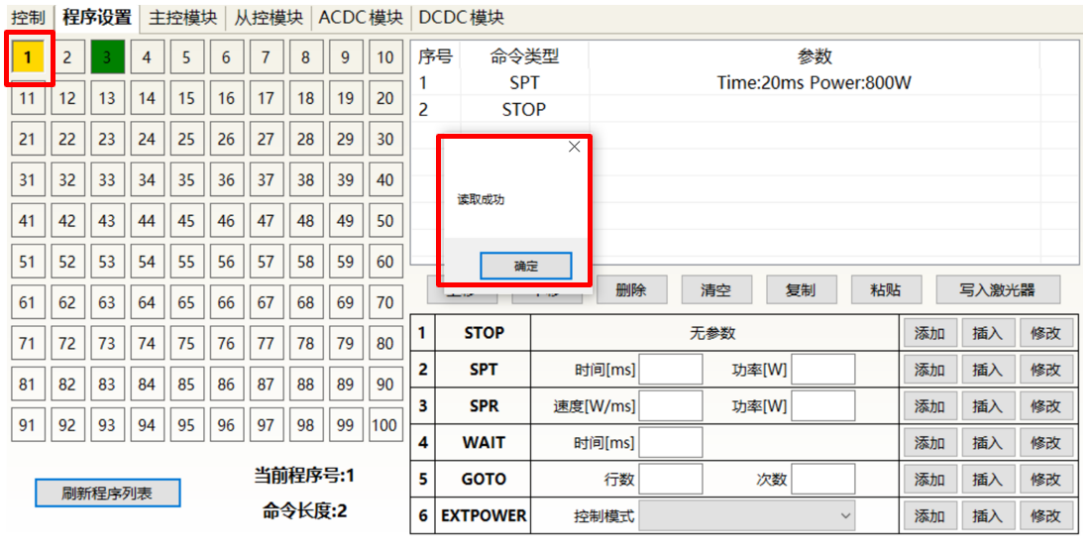 控制 程序设置 主控模块 从控模块 ACDC模块 DCDC模块
1 2 3 4 5 6 7 8 9 10
11 12 13 14 15 16 17 18 19 20
21 22 23 24 25 26 27 28 29 30
31 32 33 34 35 36 37 38 39 40
41 42 43 44 45 46 47 48 49 50
51 52 53 54 55 56 57 58 59 60
61 62 63 64 65 66 67 68 69 70
71 72 73 74 75 76 77 78 79 80
81 82 83 84 85 86 87 88 89 90
91 92 93 94 95 96 97 98 99 100
刷新程序列表
当前程序号:1
命令长度:2
序号 命令类型 参数
1 SPT Time:20ms Power:800W
2 STOP
读取成功
确定
删除 清空 复制 粘贴 写入激光器
1 STOP 无参数 添加 插入 修改
2 SPT 时间[ms] 功率[W] 添加 插入 修改
3 SPR 速度[W/ms] 功率[W] 添加 插入 修改
4 WAIT 时间[ms] 添加 插入 修改
5 GOTO 行数 次数 添加 插入 修改
6 EXTPOWER 控制模式 添加 插入 修改